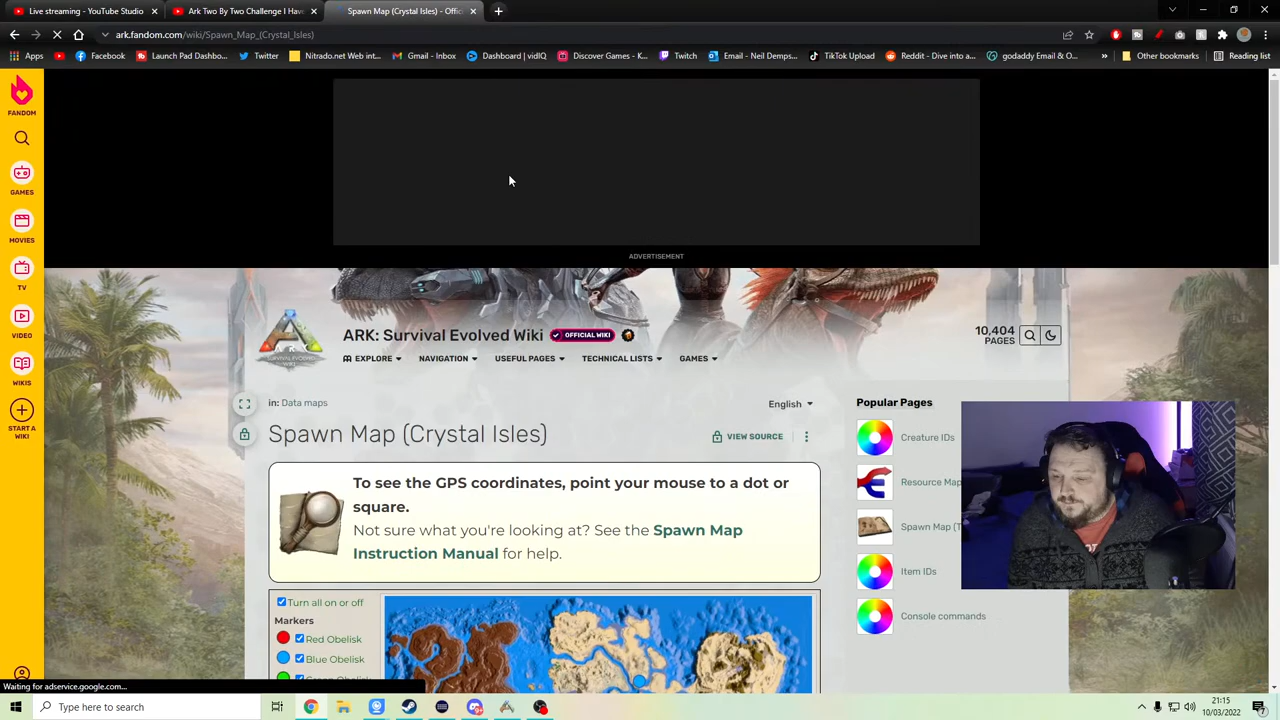 Live streaming - YouTube Studio
Ark Two By Two Challenge I Have
Spawn Map (Crystal Isles) - Offic
ark.fandom.com/wiki/Spawn_Map_(Crystal_Isles)
Apps
Facebook
Launch Pad Dashbo...
Twitter
Nitrado.net Web int...
Gmail - Inbox
Dashboard | vidIQ
Discover Games - K...
Twitch
Email - Neil Demps...
TikTok Upload
Reddit - Dive into a...
godaddy Email & O...
Other bookmarks
Reading list
FANDOM
GAMES
MOVIES
TV
VIDEO
WIKIS
START A
WIKI
ADVERTISEMENT
ARK: Survival Evolved Wiki
OFFICIAL WIKI
10,404
PAGES
EXPLORE
NAVIGATION
USEFUL PAGES
TECHNICAL LISTS
GAMES
in: Data maps
English
Popular Pages
Spawn Map (Crystal Isles)
VIEW SOURCE
Creature IDs
Resource Map
Spawn Map (T
Item IDs
Console commands
To see the GPS coordinates, point your mouse to a dot or
square.
Not sure what you're looking at? See the Spawn Map
Instruction Manual for help.
Turn all on or off
Markers
Red Obelisk
Blue Obelisk
Waiting for adservice.google.com...
Type here to search
21:15
10/03/2022